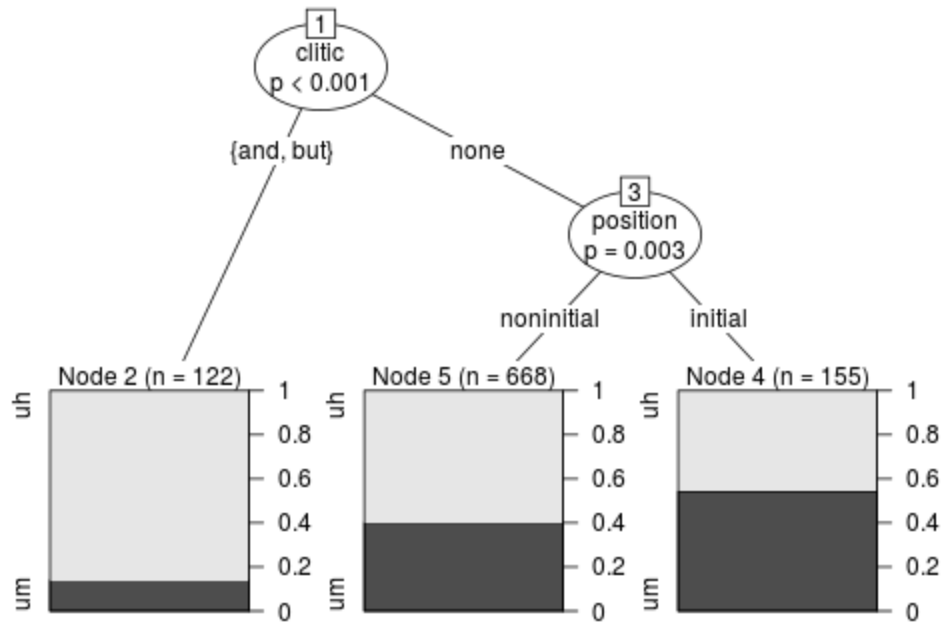 1
clitic
p < 0.001
{and, but}
none
3
position
p = 0.003
noninitial
initial
Node 2 (n = 122)
uh
um
1
0.8
0.6
0.4
0.2
0
Node 5 (n = 668)
uh
um
1
0.8
0.6
0.4
0.2
0
Node 4 (n = 155)
uh
um
1
0.8
0.6
0.4
0.2
0